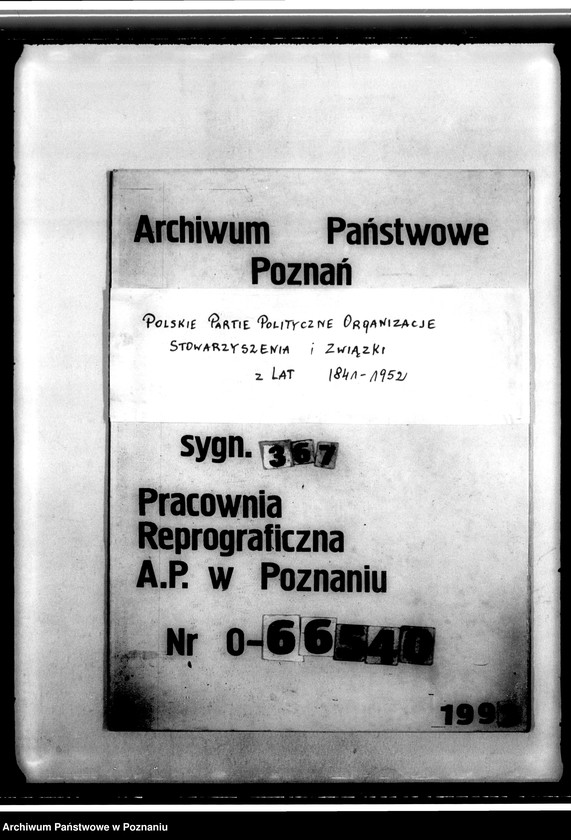 Archiwum Państwowe
Poznań
POLSKIE PARTIE POLITYCZNE ORGANIZACJE
STOWARZYSZENIA i ZWIĄZKI
z LAT 1841-1952
sygn. 367
Pracownia
Reprograficzna
A.P. w Poznaniu
Nr 0-66540
Archiwum Państwowe w Poznaniu